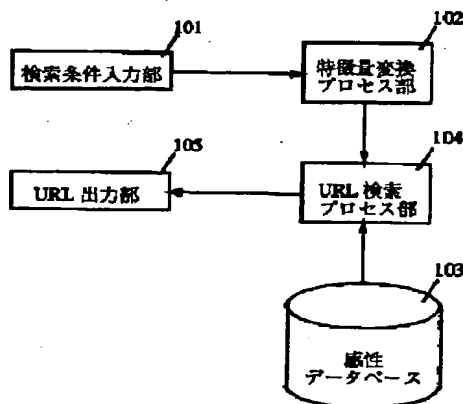 101
検索条件入力部
102
特徴量変換
プロセス部
105
URL 出力部
104
URL 検索
プロセス部
103
感性
データベース